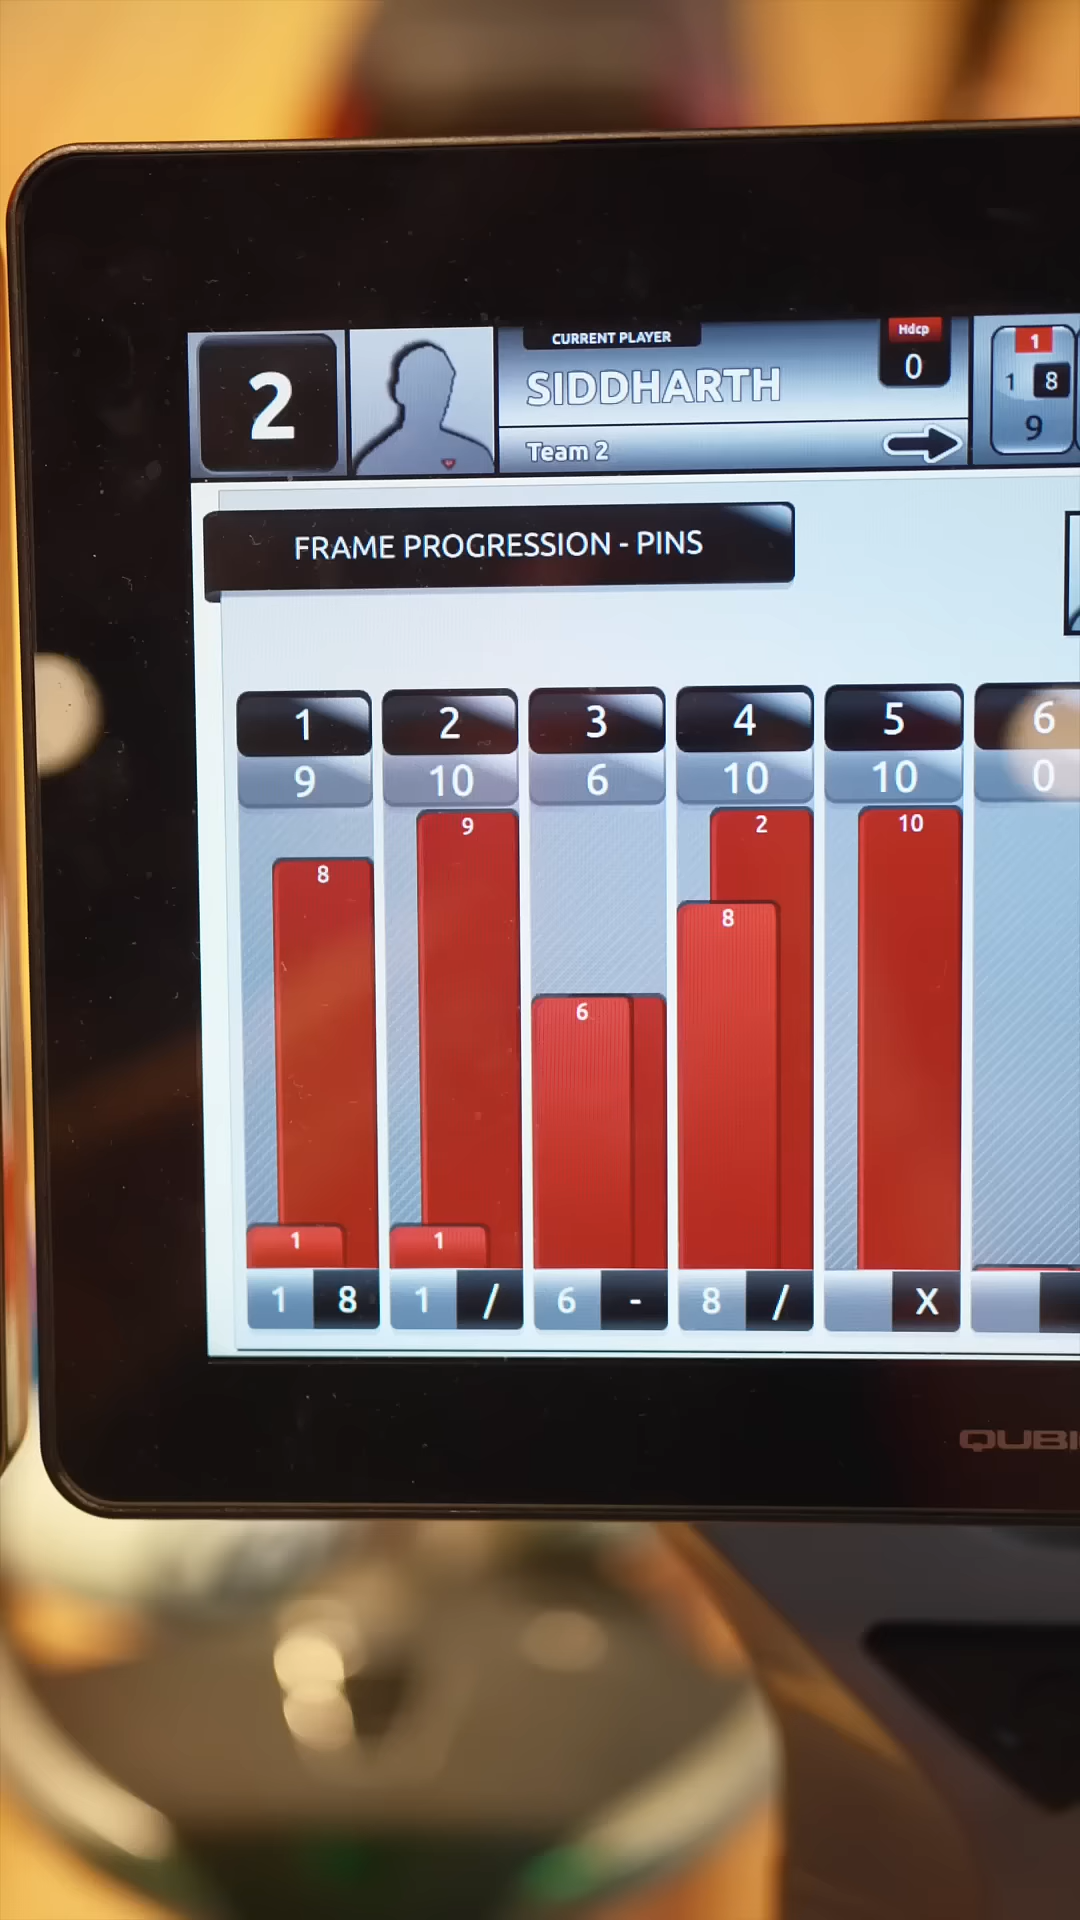 2
CURRENT PLAYER
SIDDHARTH
Team 2
Hdcp
0
1
1 8
9
FRAME PROGRESSION - PINS
1 2 3 4 5 6
9 10 6 10 10 0
8 9 2 10
8
6
1 1
1 8 1 / 6 - 8 / X